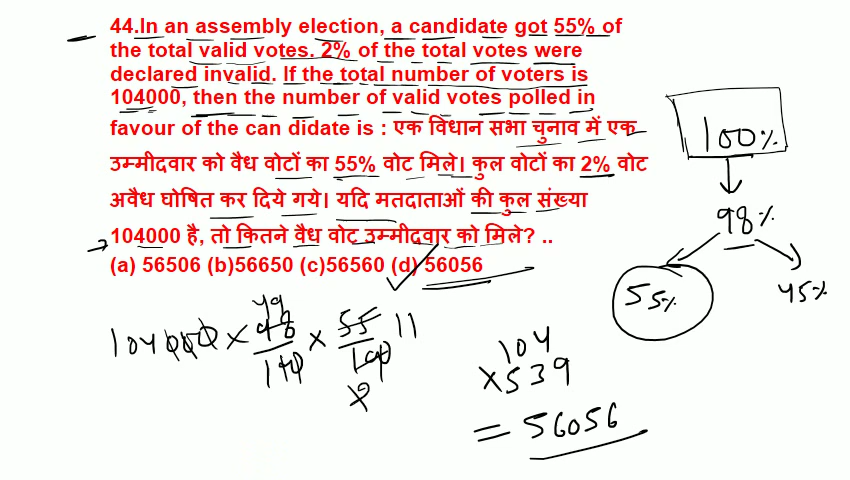 44.In an assembly election, a candidate got 55% of
the total valid votes. 2% of the total votes were
declared invalid. If the total number of voters is
104000, then the number of valid votes polled in
favour of the can didate is : एक विधान सभा चुनाव में एक
उम्मीदवार को वैध वोटों का 55% वोट मिले। कुल वोटों का 2% वोट
अवैध घोषित कर दिये गये। यदि मतदाताओं की कुल संख्या
104000 है, तो कितने वैध वोट उम्मीदवार को मिले? ..
(a) 56506 (b)56650 (c)56560 (d) 56056
100%
98%
55%
45%
49
104000 × 98 × 55 11
100 100
2
104
×539
= 56056